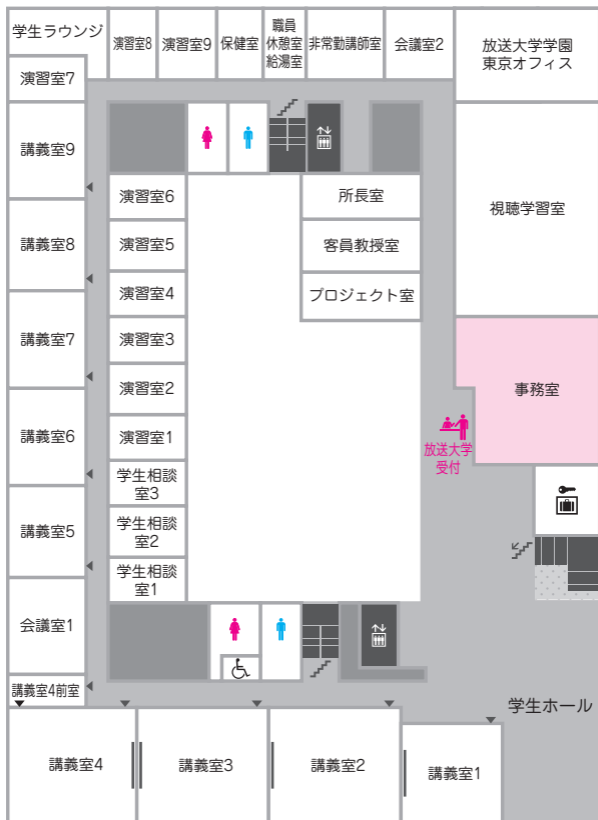 学生ラウンジ
演習室8
演習室9
保健室
職員
休憩室
給湯室
非常勤講師室
会議室2
放送大学学園
東京オフィス
演習室7
講義室9
講義室8
講義室7
講義室6
講義室5
会議室1
講義室4前室
演習室6
演習室5
演習室4
演習室3
演習室2
演習室1
学生相談
室3
学生相談
室2
学生相談
室1
所長室
客員教授室
プロジェクト室
視聴学習室
事務室
放送大学
受付
学生ホール
講義室4
講義室3
講義室2
講義室1